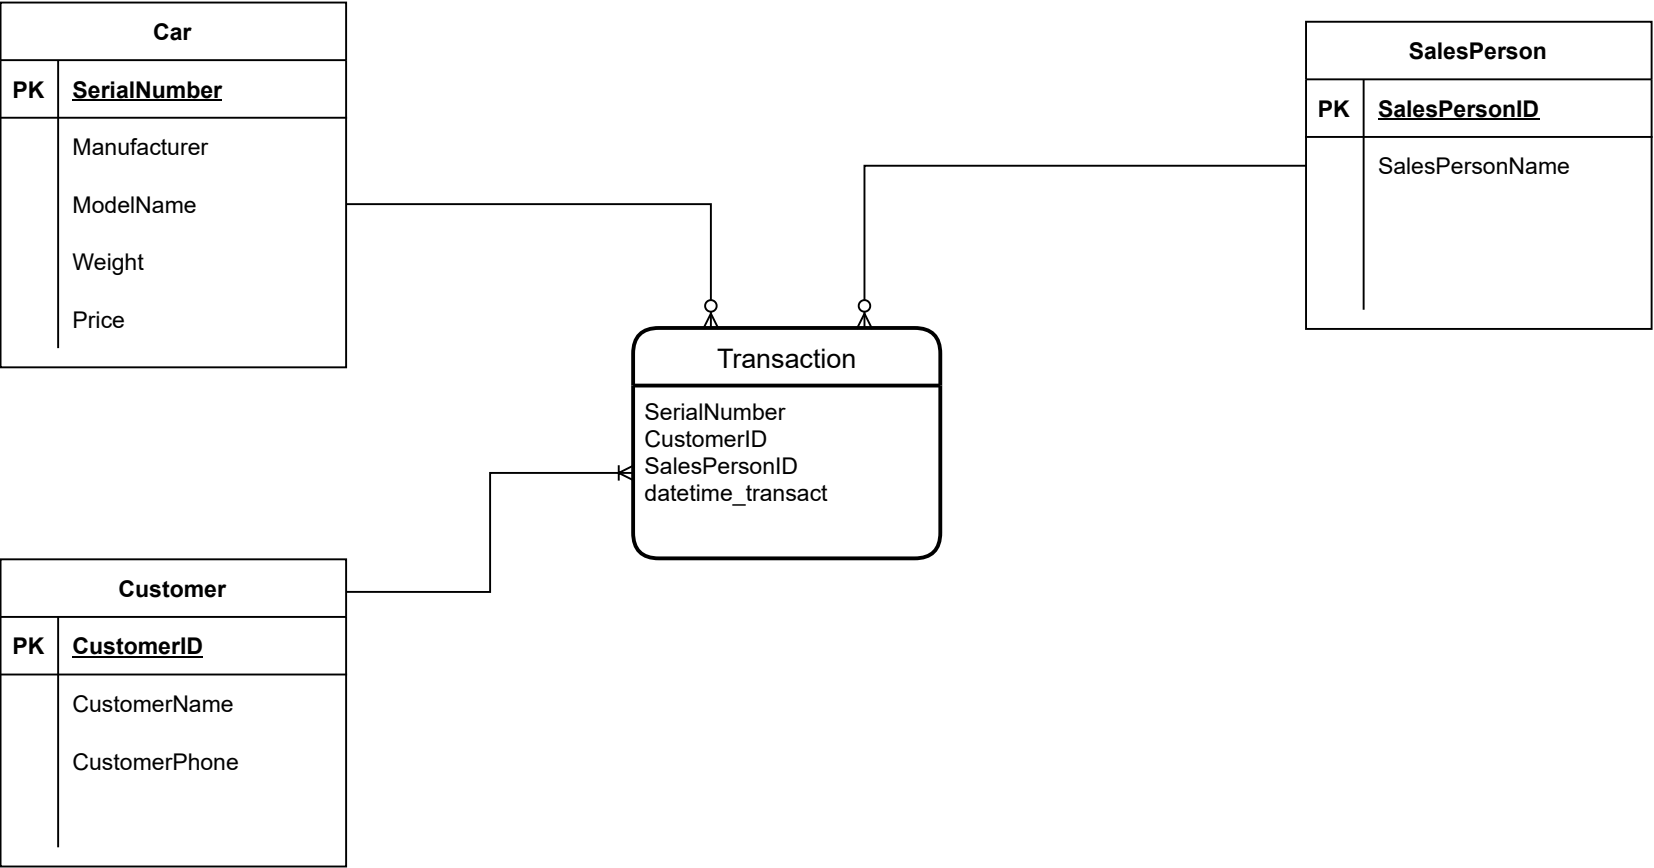 Car
PK SerialNumber
Manufacturer
ModelName
Weight
Price
SalesPerson
PK SalesPersonID
SalesPersonName
Transaction
SerialNumber
CustomerID
SalesPersonID
datetime_transact
Customer
PK CustomerID
CustomerName
CustomerPhone